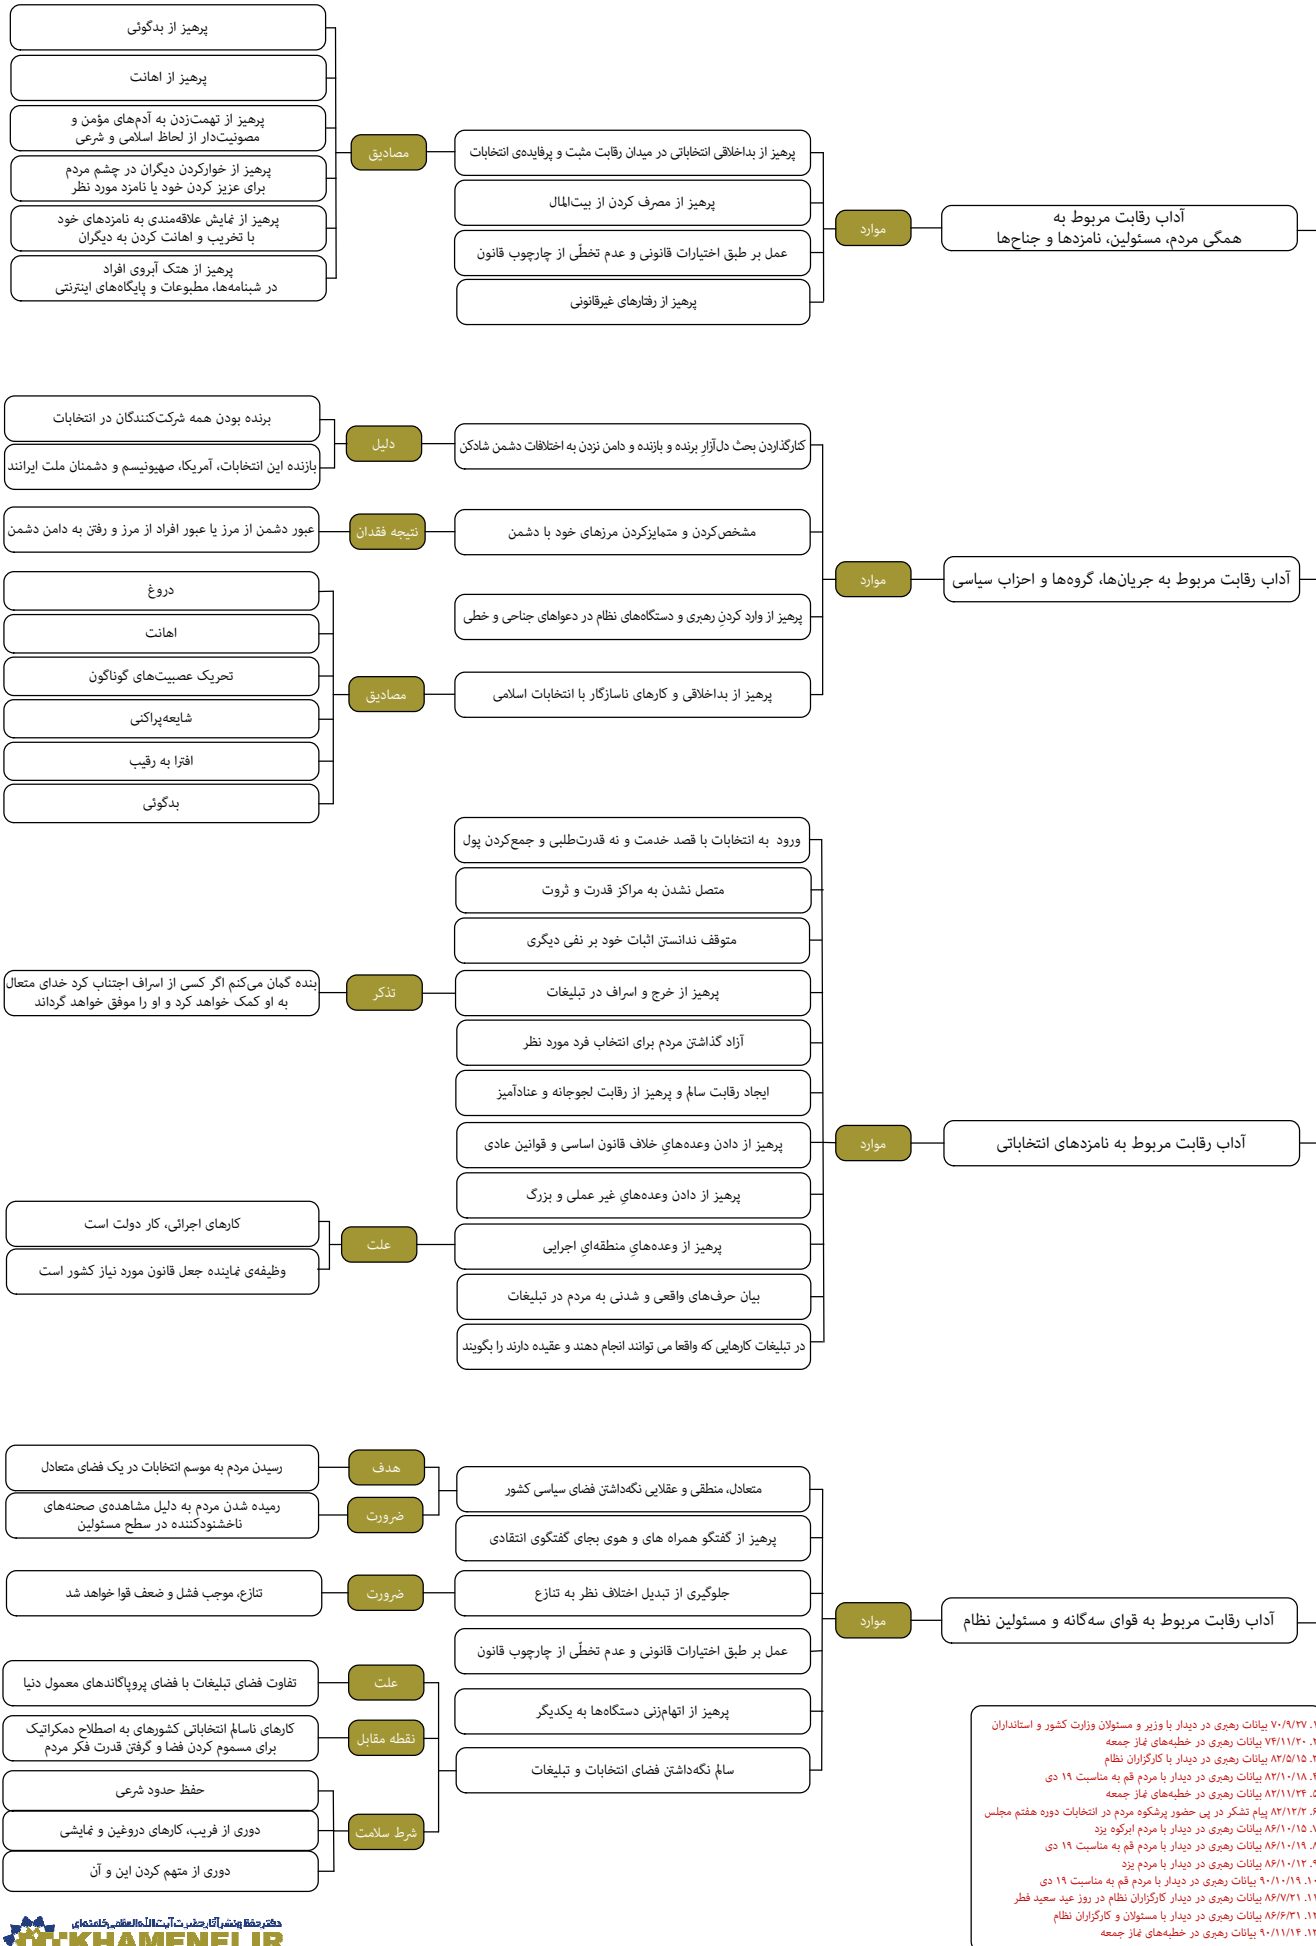 آداب رقابت مربوط به
همگی مردم، مسئولین، نامزدها و جناح‌ها
موارد
پرهیز از بداخلاقی انتخاباتی در میدان رقابت مثبت و پرفایده‌ی انتخابات
مصادیق
پرهیز از بدگوئی
پرهیز از اهانت
پرهیز از تهمت‌زدن به آدم‌های مؤمن و
مصونیت‌دار از لحاظ اسلامی و شرعی
پرهیز از خوارکردن دیگران در چشم مردم
برای عزیز کردن خود یا نامزد مورد نظر
پرهیز از نمایش علاقه‌مندی به نامزدهای خود
با تخریب و اهانت کردن به دیگران
پرهیز از هتک آبروی افراد
در شبنامه‌ها، مطبوعات و پایگاه‌های اینترنتی
پرهیز از مصرف کردن از بیت‌المال
عمل بر طبق اختیارات قانونی و عدم تخطّی از چارچوب قانون
پرهیز از رفتارهای غیرقانونی
آداب رقابت مربوط به جریان‌ها، گروه‌ها و احزاب سیاسی
موارد
کنارگذاردن بحث دل‌آزارِ برنده و بازنده و دامن نزدن به اختلافات دشمن شادکن
دلیل
برنده بودن همه شرکت‌کنندگان در انتخابات
بازنده این انتخابات، آمریکا، صهیونیسم و دشمنان ملت ایرانند
مشخص‌کردن و متمایزکردن مرزهای خود با دشمن
نتیجه فقدان
عبور دشمن از مرز یا عبور افراد از مرز و رفتن به دامن دشمن
پرهیز از وارد کردنِ رهبری و دستگاه‌های نظام در دعواهای جناحی و خطی
پرهیز از بداخلاقی و کارهای ناسازگار با انتخابات اسلامی
مصادیق
دروغ
اهانت
تحریک عصبیت‌های گوناگون
شایعه‌پراکنی
افترا به رقیب
بدگوئی
آداب رقابت مربوط به نامزدهای انتخاباتی
موارد
ورود به انتخابات با قصد خدمت و نه قدرت‌طلبی و جمع‌کردن پول
متصل نشدن به مراکز قدرت و ثروت
متوقف ندانستن اثبات خود بر نفی دیگری
پرهیز از خرج و اسراف در تبلیغات
تذکر
بنده گمان می‌کنم اگر کسی از اسراف اجتناب کرد خدای متعال
به او کمک خواهد کرد و او را موفق خواهد گرداند
آزاد گذاشتن مردم برای انتخاب فرد مورد نظر
ایجاد رقابت سالم و پرهیز از رقابت لجوجانه و عنادآمیز
پرهیز از دادن وعده‌هایِ خلاف قانون اساسی و قوانین عادی
پرهیز از دادن وعده‌هایِ غیر عملی و بزرگ
پرهیز از وعده‌هایِ منطقه‌ایِ اجرایی
علت
کارهای اجرائی، کار دولت است
وظیفه‌ی نماینده جعل قانون مورد نیاز کشور است
بیان حرف‌های واقعی و شدنی به مردم در تبلیغات
در تبلیغات کارهایی که واقعا می توانند انجام دهند و عقیده دارند را بگویند
آداب رقابت مربوط به قوای سه‌گانه و مسئولین نظام
موارد
متعادل، منطقی و عقلایی نگه‌داشتن فضای سیاسی کشور
هدف
رسیدن مردم به موسم انتخابات در یک فضای متعادل
ضرورت
رمیده شدن مردم به دلیل مشاهده‌ی صحنه‌های
ناخشنودکننده در سطح مسئولین
پرهیز از گفتگو همراه های و هوی بجای گفتگوی انتقادی
جلوگیری از تبدیل اختلاف نظر به تنازع
ضرورت
تنازع، موجب فشل و ضعف قوا خواهد شد
عمل بر طبق اختیارات قانونی و عدم تخطّی از چارچوب قانون
پرهیز از اتهام‌زنی دستگاه‌ها به یکدیگر
سالم نگه‌داشتن فضای انتخابات و تبلیغات
علت
تفاوت فضای تبلیغات با فضای پروپاگاندهای معمول دنیا
نقطه مقابل
کارهای ناسالم انتخاباتی کشورهای به اصطلاح دمکراتیک
برای مسموم کردن فضا و گرفتن قدرت فکر مردم
شرط سلامت
حفظ حدود شرعی
دوری از فریب، کارهای دروغین و نمایشی
دوری از متهم کردن این و آن
۱. ۷۰/۹/۲۷ بیانات رهبری در دیدار با وزیر و مسئولان وزارت کشور و استانداران
۲. ۷۴/۱۱/۲۰ بیانات رهبری در خطبه‌های نماز جمعه
۳. ۸۲/۵/۱۵ بیانات رهبری در دیدار با کارگزاران نظام
۴. ۸۲/۱۰/۱۸ بیانات رهبری در دیدار با مردم قم به مناسبت ۱۹ دی
۵. ۸۲/۱۱/۲۴ بیانات رهبری در خطبه‌های نماز جمعه
۶. ۸۲/۱۲/۲ پیام تشکر در پی حضور پرشکوه مردم در انتخابات دوره هفتم مجلس
۷. ۸۶/۱۰/۱۵ بیانات رهبری در دیدار با مردم ابرکوه یزد
۸. ۸۶/۱۰/۱۹ بیانات رهبری در دیدار با مردم قم به مناسبت ۱۹ دی
۹. ۸۶/۱۰/۱۲ بیانات رهبری در دیدار با مردم یزد
۱۰. ۹۰/۱۰/۱۹ بیانات رهبری در دیدار با مردم قم به مناسبت ۱۹ دی
۱۱. ۸۶/۷/۲۱ بیانات رهبری در دیدار کارگزاران نظام در روز عید سعید فطر
۱۲. ۸۶/۶/۳۱ بیانات رهبری در دیدار با مسئولان و کارگزاران نظام
۱۳. ۹۰/۱۱/۱۴ بیانات رهبری در خطبه‌های نماز جمعه
دفتر حفظ و نشر آثار حضرت آیت‌الله‌العظمی خامنه‌ای
KHAMENEI.IR